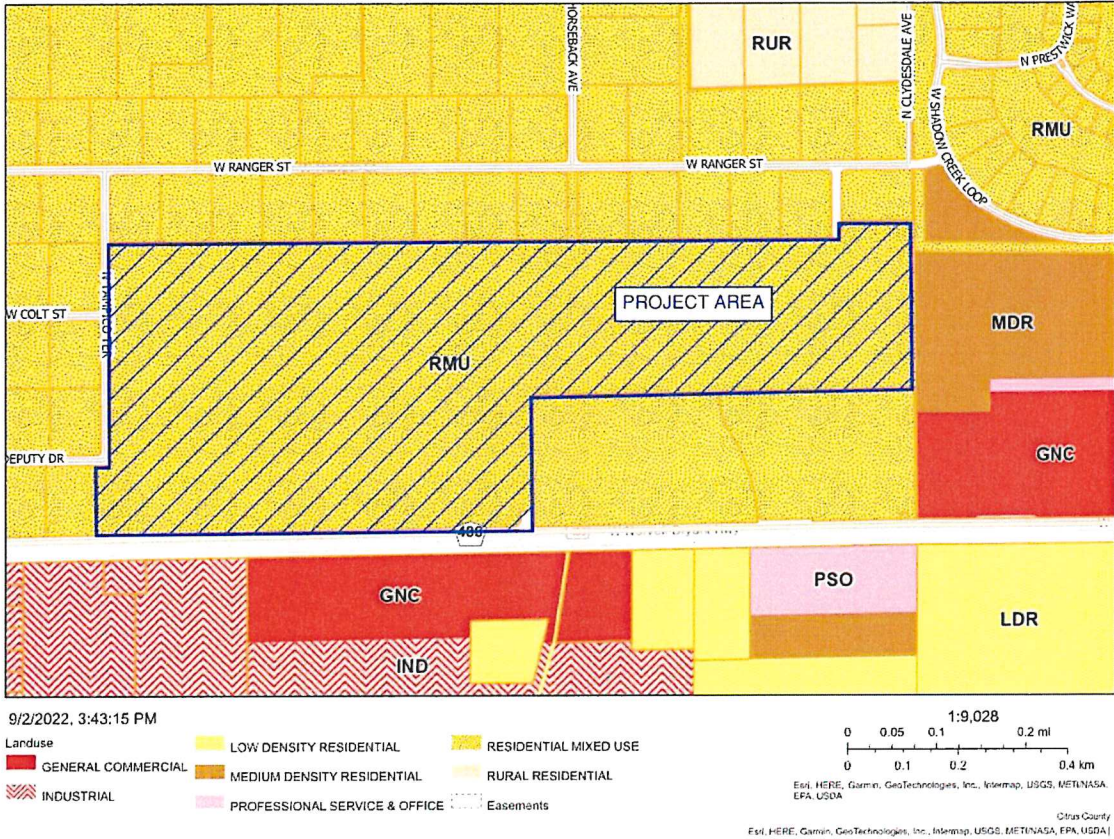 HORSEBACK AVE
RUR
N CLYDESDALE AVE
N PRESTWICK WA
W SHADOW CREEK LOOP
RMU
W RANGER ST
W RANGER ST
PROJECT AREA
W COLT ST
MDR
RMU
DEPUTY DR
GNC
486
GNC
PSO
LDR
IND
9/2/2022, 3:43:15 PM
Landuse
GENERAL COMMERCIAL
INDUSTRIAL
LOW DENSITY RESIDENTIAL
MEDIUM DENSITY RESIDENTIAL
PROFESSIONAL SERVICE & OFFICE
RESIDENTIAL MIXED USE
RURAL RESIDENTIAL
Easements
1:9,028
0 0.05 0.1 0.2 mi
0 0.1 0.2 0.4 km
Esri, HERE, Garmin, GeoTechnologies, Inc., Intermap, USGS, METI/NASA,
EPA, USDA
Citrus County
Esri, HERE, Garmin, GeoTechnologies, Inc., Intermap, USGS, METI/NASA, EPA, USDA |